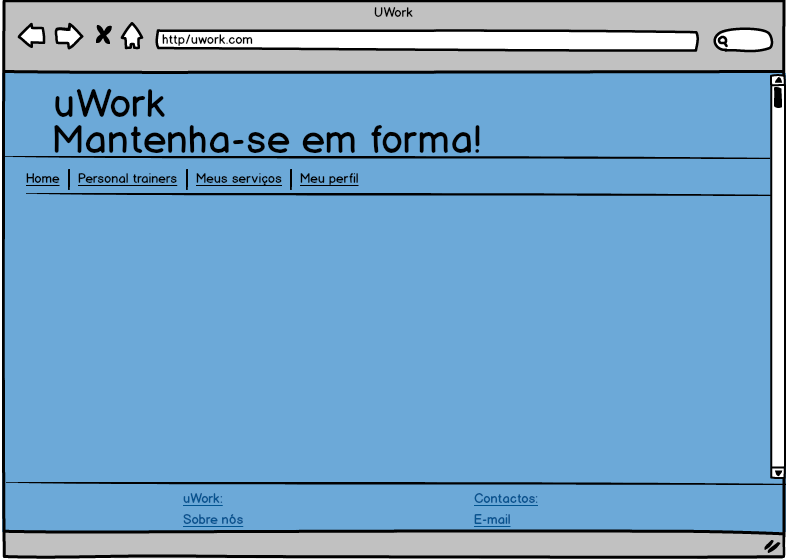 UWork
http/uwork.com
uWork
Mantenha-se em forma!
Home Personal trainers Meus serviços Meu perfil
uWork: Contactos:
Sobre nós E-mail